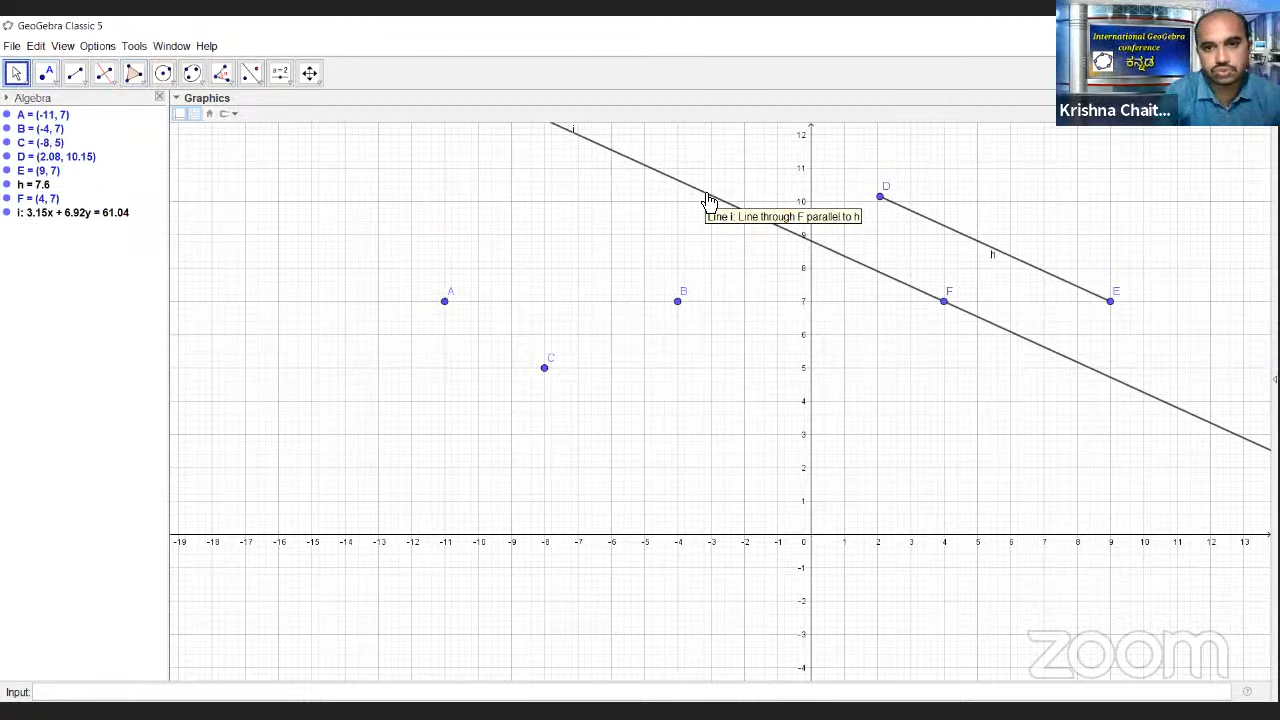 GeoGebra Classic 5
File Edit View Options Tools Window Help
A
a=2
International GeoGebra
conference
ಕನ್ನಡ
Krishna Chait...
Algebra
Graphics
A = (-11, 7)
B = (-4, 7)
C = (-8, 5)
D = (2.08, 10.15)
E = (9, 7)
h = 7.6
F = (4, 7)
i: 3.15x + 6.92y = 61.04
i
12
11
10
9
8
7
6
5
4
3
2
1
-1
-2
-3
-4
D
Line i: Line through F parallel to h
h
A
B
F
E
C
-19 -18 -17 -16 -15 -14 -13 -12 -11 -10 -9 -8 -7 -6 -5 -4 -3 -2 -1 0 1 2 3 4 5 6 7 8 9 10 11 12 13
zoom
Input: